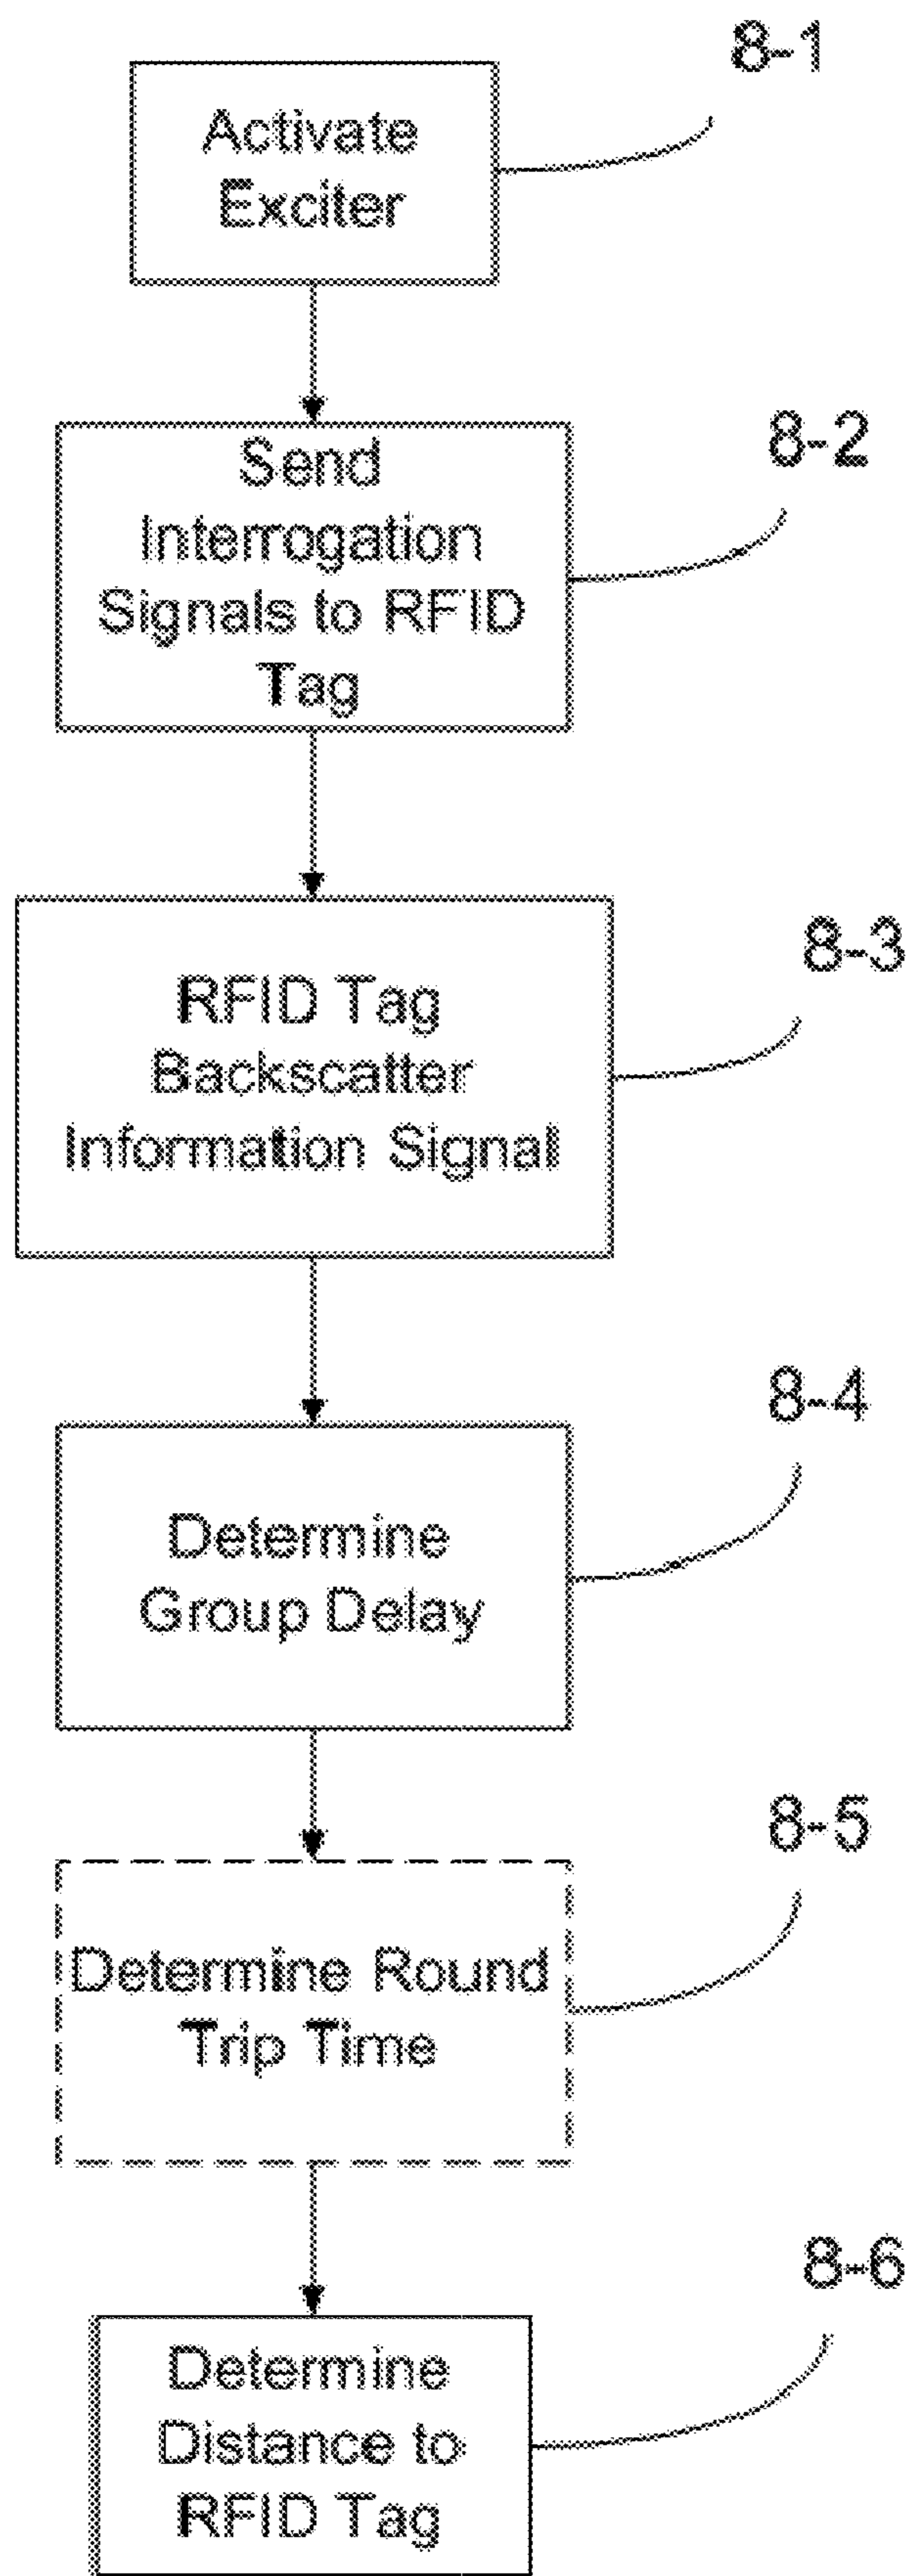 8-1
Activate
Exciter
8-2
Send
Interrogation
Signals to RFID
Tag
8-3
RFID Tag
Backscatter
Information Signal
8-4
Determine
Group Delay
8-5
Determine Round
Trip Time
8-6
Determine
Distance to
RFID Tag